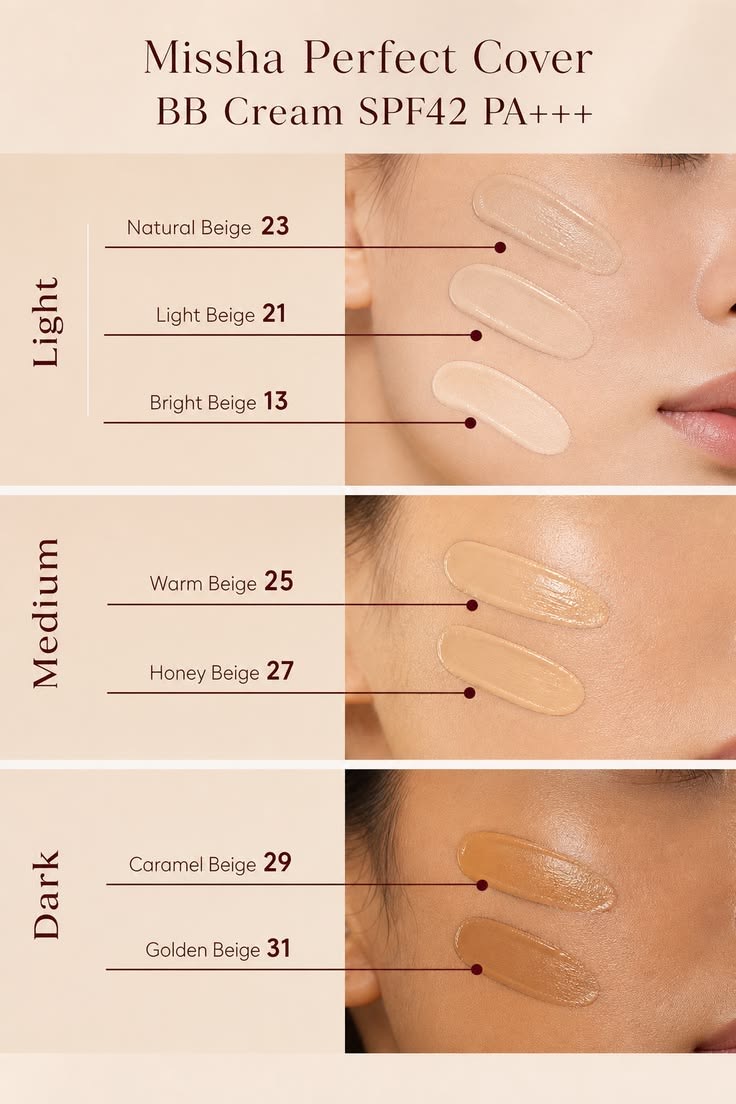 Missha Perfect Cover
BB Cream SPF42 PA+++
Light
Natural Beige 23
Light Beige 21
Bright Beige 13
Medium
Warm Beige 25
Honey Beige 27
Dark
Caramel Beige 29
Golden Beige 31